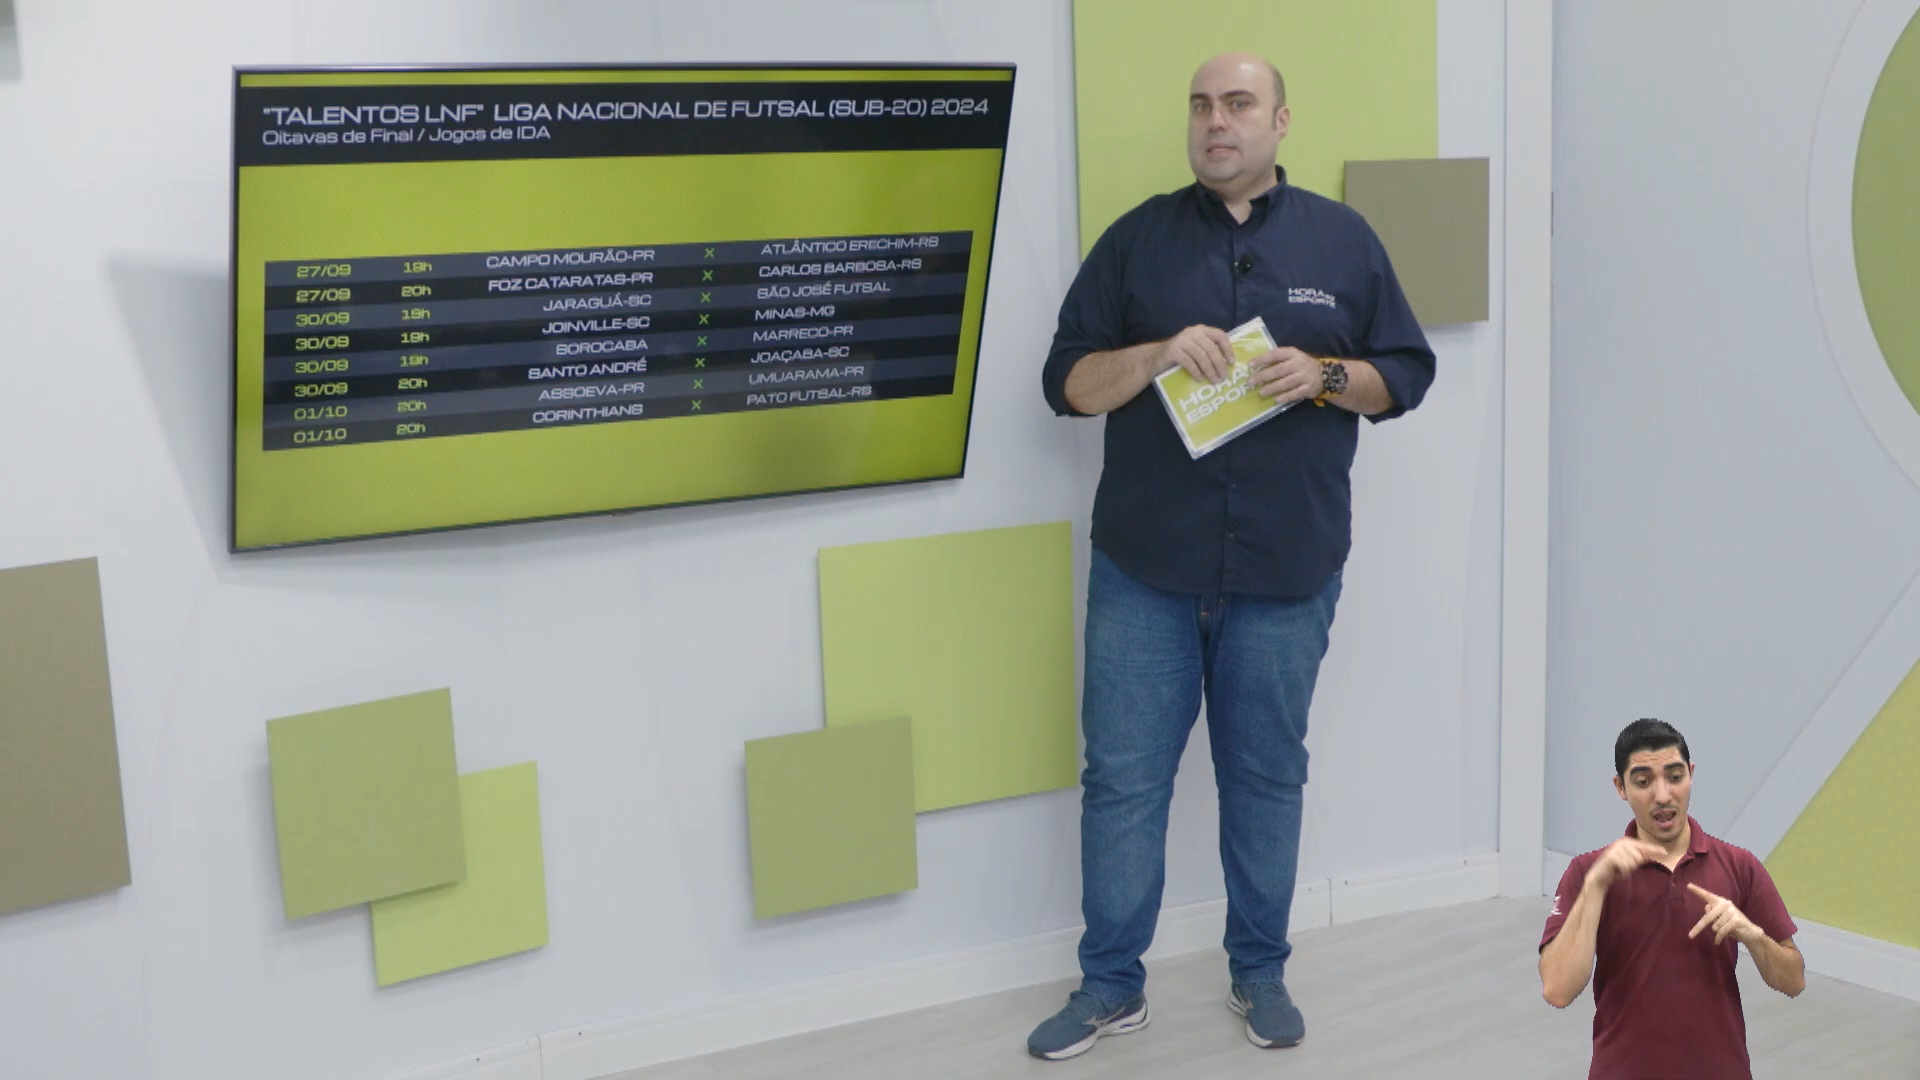 "TALENTOS LNF" LIGA NACIONAL DE FUTSAL (SUB-20) 2024
Oitavas de Final / Jogos de IDA
27/09 19h CAMPO MOURÃO-PR X ATLÂNTICO ERECHIM-RS
27/09 20h FOZ CATARATAS-PR X CARLOS BARBOSA-RS
30/09 19h JARAGUÁ-SC X SÃO JOSÉ FUTSAL
30/09 19h JOINVILLE-SC X MINAS-MG
30/09 19h SOROCABA X MARRECO-PR
30/09 20h SANTO ANDRÉ X JOAÇABA-SC
01/10 20h ABSOEVA-PR X UMUARAMA-PR
01/10 20h CORINTHIANS X PATO FUTSAL-RS
HORA DO
ESPORTE
HORA
ESPOR